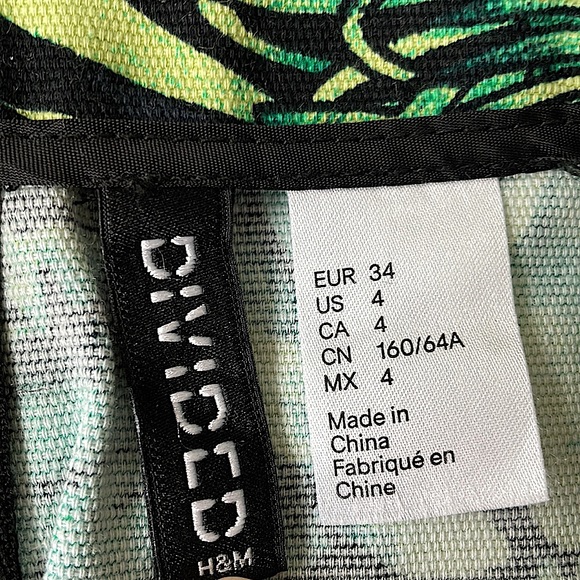 DIVIDED
H&M
EUR 34
US 4
CA 4
CN 160/64A
MX 4
Made in
China
Fabriqué en
Chine